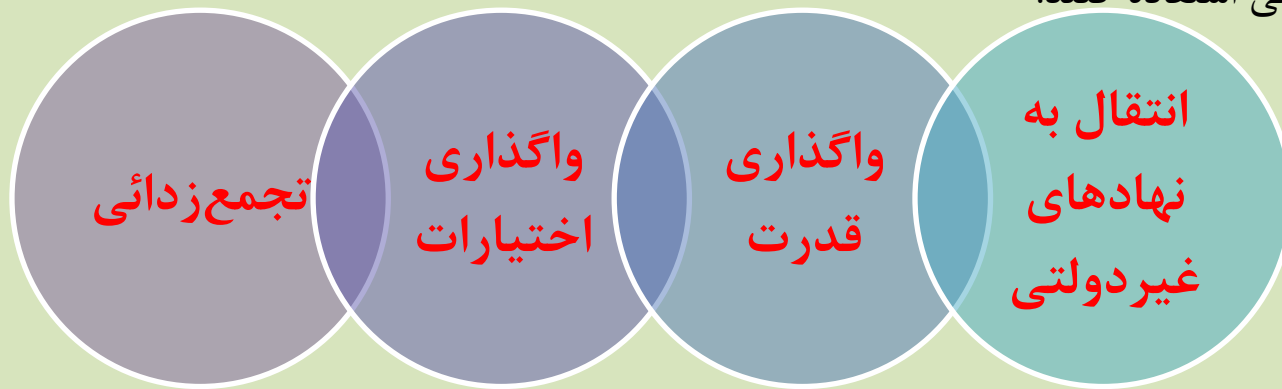 انتقال به
نهادهای
غیردولتی
واگذاری
قدرت
واگذاری
اختیارات
تجمع‌زدائی